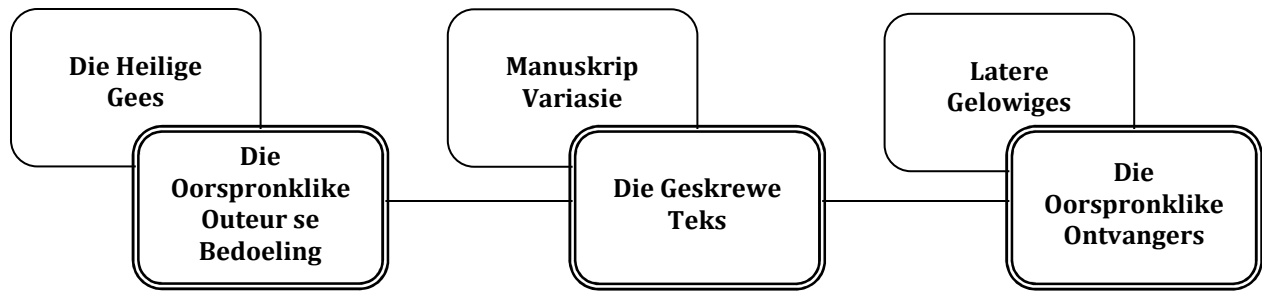 Die Heilige
Gees
Die
Oorspronklike
Outeur se
Bedoeling
Manuskrip
Variasie
Die Geskrewe
Teks
Latere
Gelowiges
Die
Oorspronklike
Ontvangers